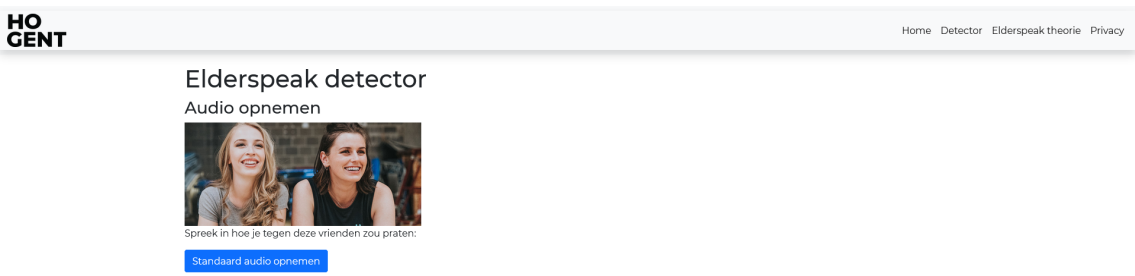 HO
GENT
Home Detector Elderspeak theorie Privacy
Elderspeak detector
Audio opnemen
Spreek in hoe je tegen deze vrienden zou praten:
Standaard audio opnemen